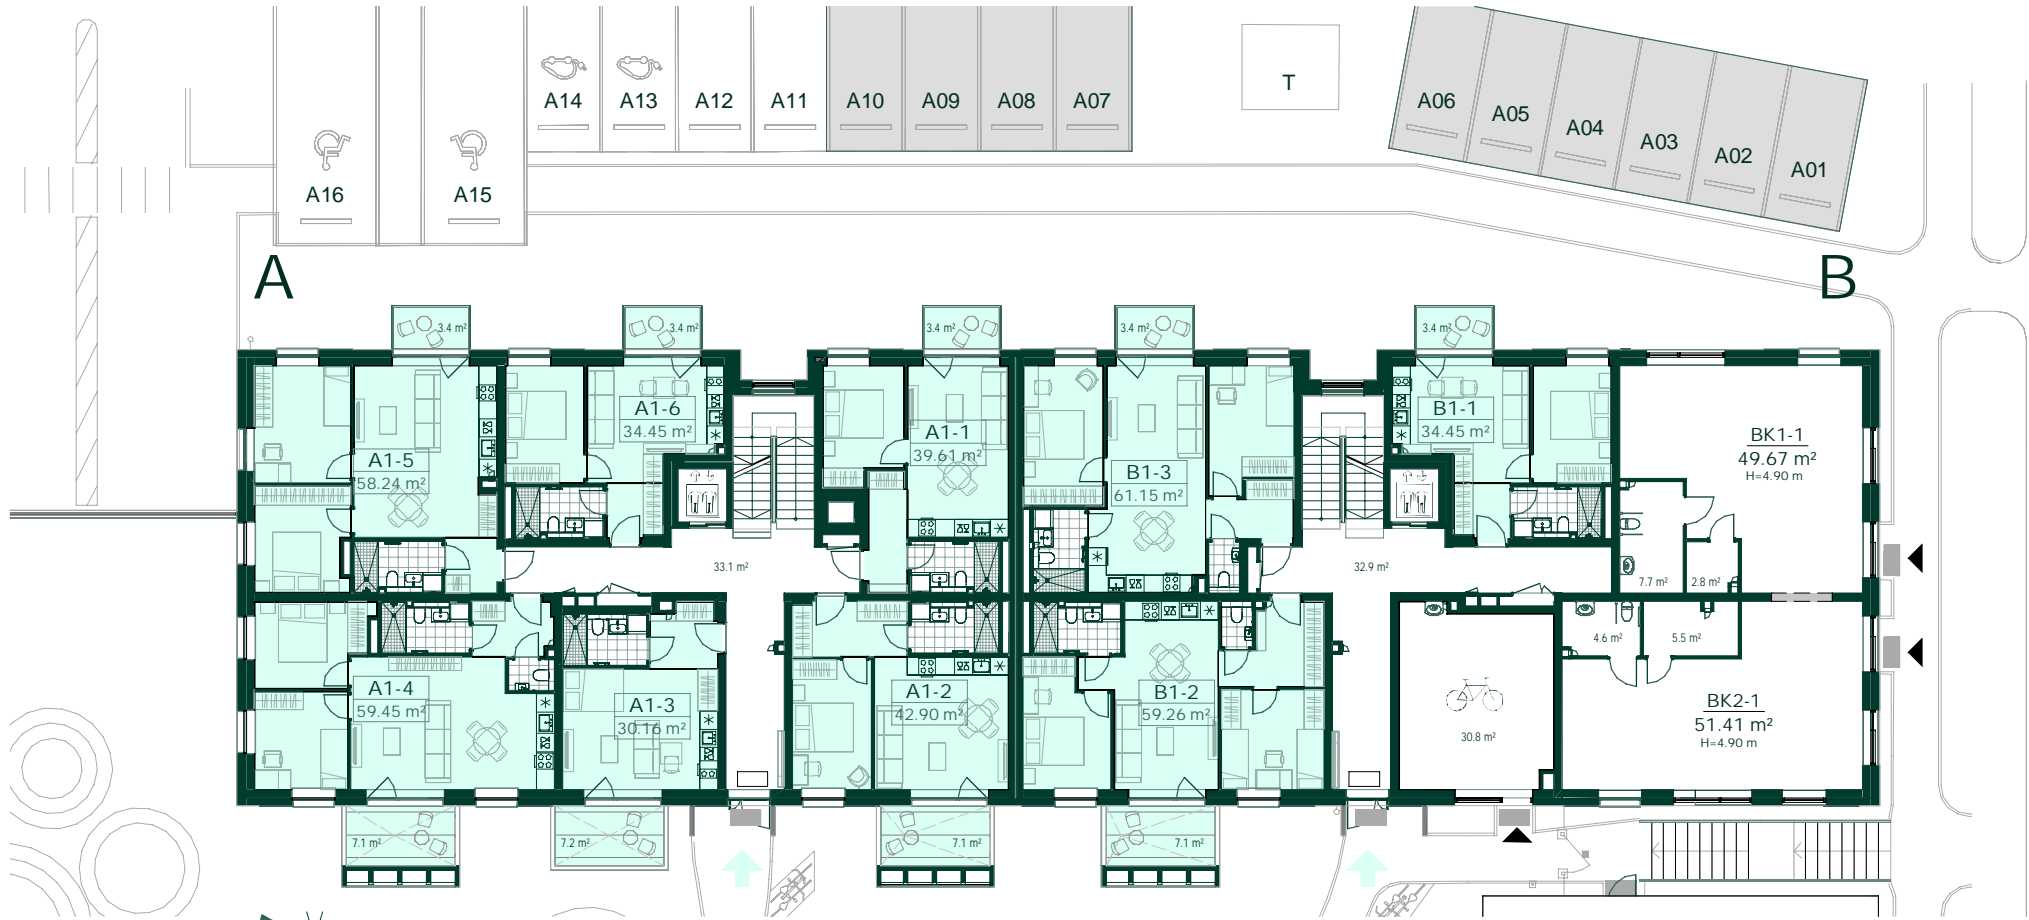 A14
A13
A12
A11
A10
A09
A08
A07
T
A06
A05
A04
A03
A02
A01
A16
A15
A
B
3.4 m²
3.4 m²
3.4 m²
3.4 m²
3.4 m²
A1-5
58.24 m²
A1-6
34.45 m²
A1-1
39.61 m²
B1-3
61.15 m²
B1-1
34.45 m²
BK1-1
49.67 m²
H=4.90 m
33.1 m²
32.9 m²
7.7 m²
2.8 m²
4.6 m²
5.5 m²
A1-4
59.45 m²
A1-3
30.16 m²
A1-2
42.90 m²
B1-2
59.26 m²
30.8 m²
BK2-1
51.41 m²
H=4.90 m
7.1 m²
7.2 m²
7.1 m²
7.1 m²